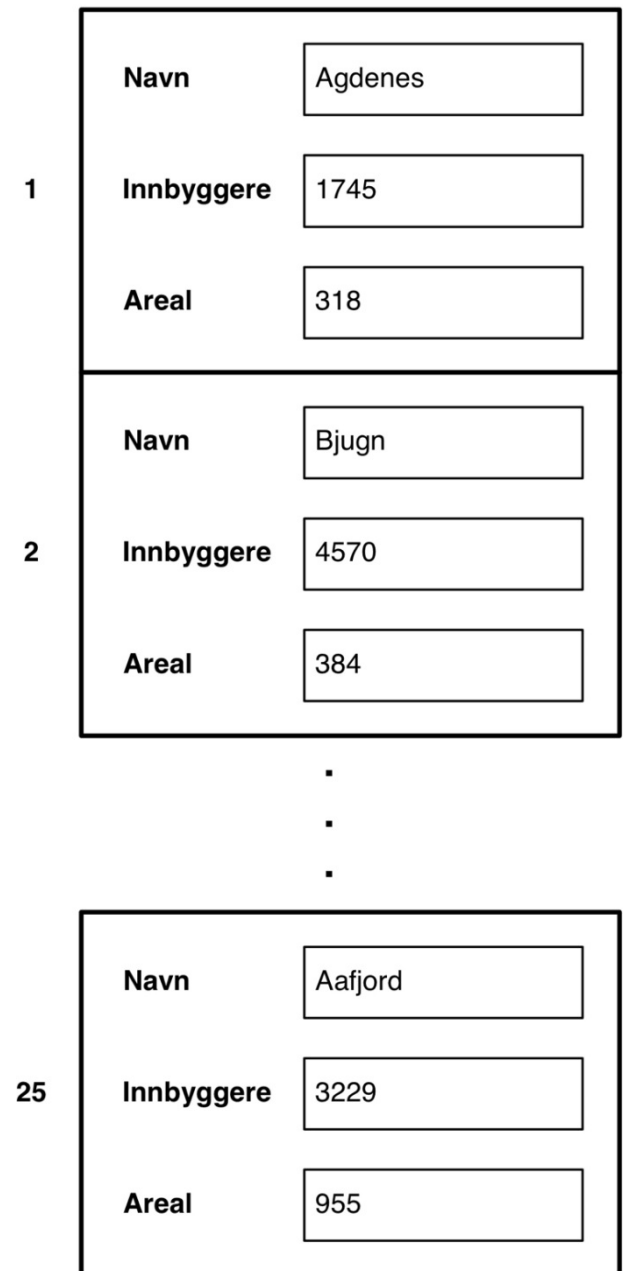 Navn Agdenes
1 Innbyggere 1745
Areal 318
Navn Bjugn
2 Innbyggere 4570
Areal 384
.
.
.
Navn Aafjord
25 Innbyggere 3229
Areal 955